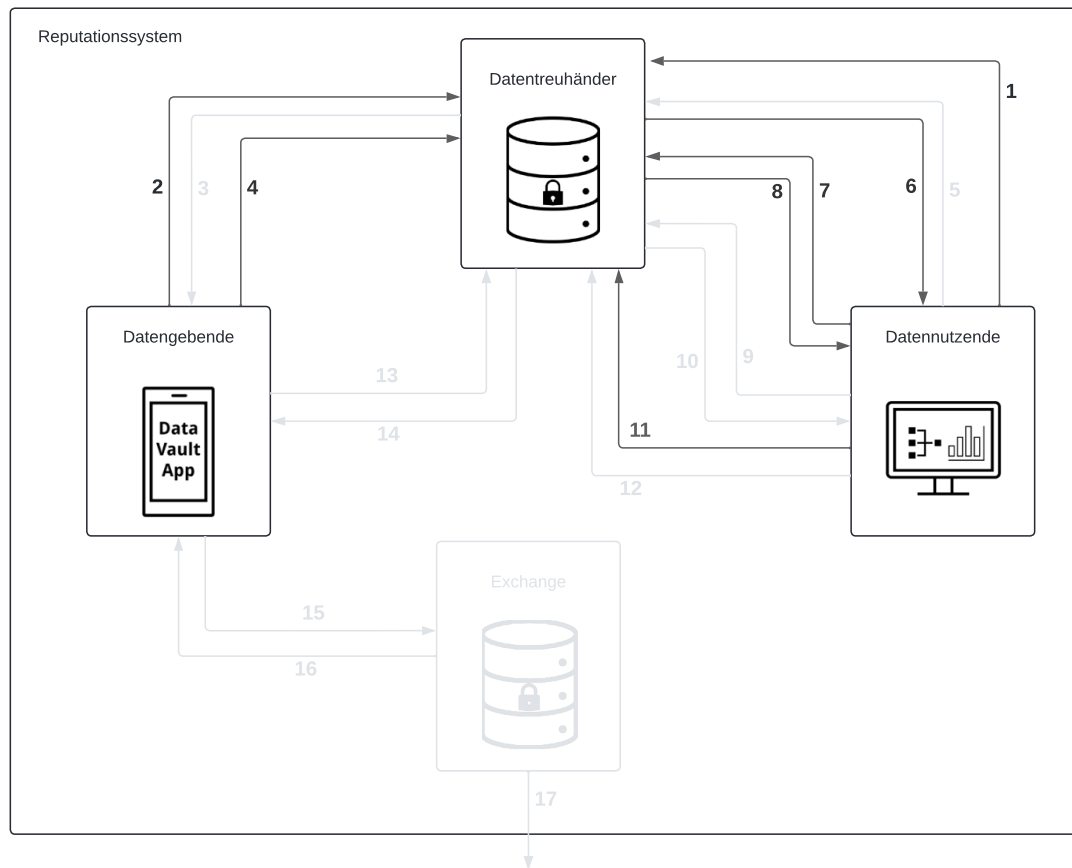 Reputationssystem
Datentreuhänder
1
2
3
4
8
7
6
5
Datengebende
Datennutzende
10
9
13
14
11
12
Data
Vault
App
Exchange
15
16
17